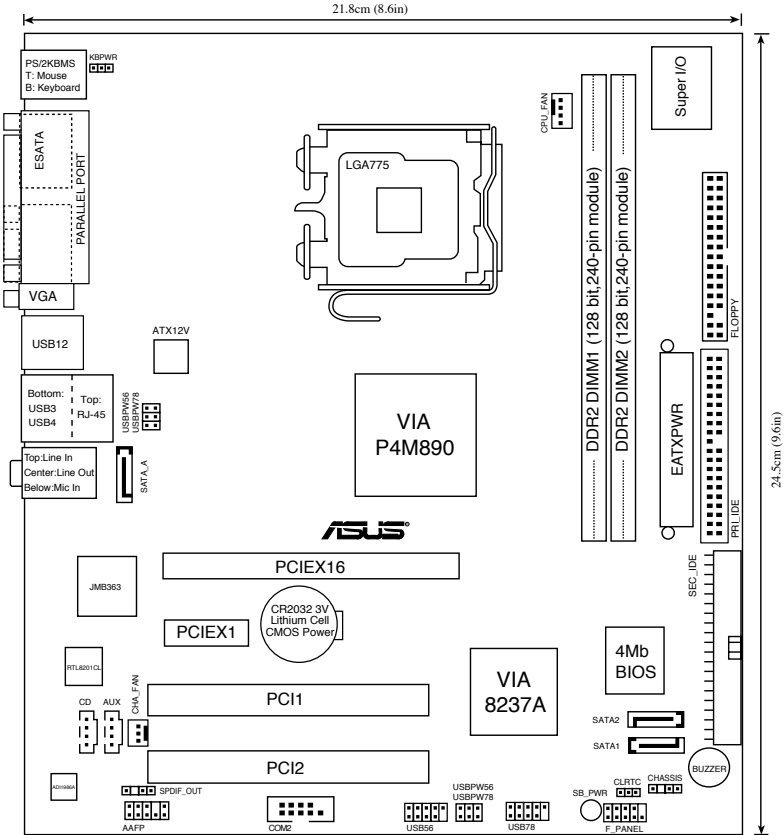 21.8cm (8.6in)
PS/2KBMS
T: Mouse
B: Keyboard
KBPWR
CPU_FAN
Super I/O
ESATA
PARALLEL PORT
LGA775
DDR2 DIMM1 (128 bit,240-pin module)
DDR2 DIMM2 (128 bit,240-pin module)
FLOPPY
VGA
USB12
ATX12V
Bottom:
USB3
USB4
Top:
RJ-45
USBPW56
USBPW78
VIA
P4M890
EATXPWR
24.5cm (9.6in)
Top:Line In
Center:Line Out
Below:Mic In
SATA_A
PRI_IDE
ASUS
PCIEX16
SEC_IDE
JMB363
CR2032 3V
Lithium Cell
CMOS Power
PCIEX1
RTL8201CL
4Mb
BIOS
VIA
8237A
CD
AUX
CHA_FAN
PCI1
SATA2
SATA1
PCI2
BUZZER
ADI1986A
SPDIF_OUT
AAFP
COM2
USBPW56
USBPW78
USB56
USB78
SB_PWR
CLRTC
CHASSIS
F_PANEL